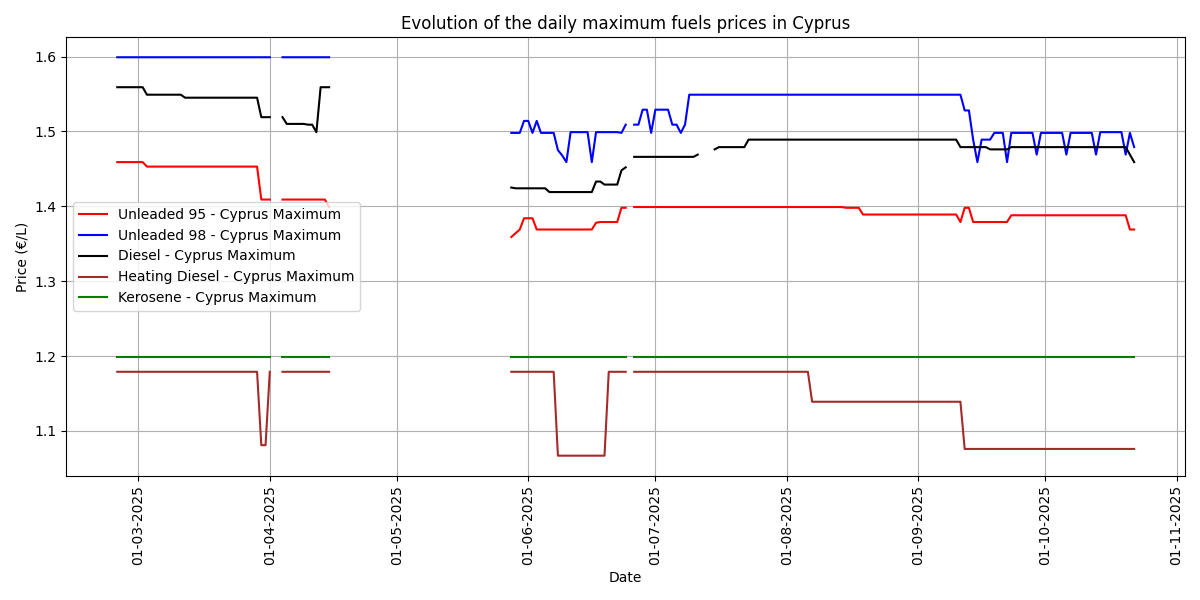 Evolution of the daily maximum fuels prices in Cyprus
Price (€/L)
1.6
1.5
1.4
1.3
1.2
1.1
Unleaded 95 - Cyprus Maximum
Unleaded 98 - Cyprus Maximum
Diesel - Cyprus Maximum
Heating Diesel - Cyprus Maximum
Kerosene - Cyprus Maximum
01-03-2025
01-04-2025
01-05-2025
01-06-2025
01-07-2025
01-08-2025
01-09-2025
01-10-2025
01-11-2025
Date